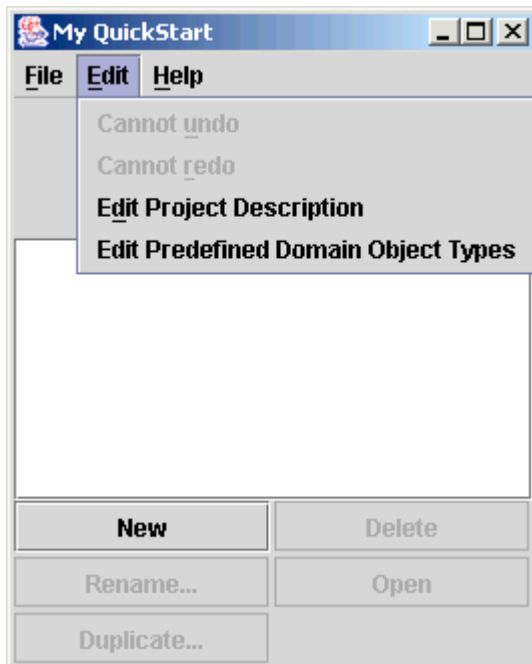 My QuickStart
File Edit Help
Cannot undo
Cannot redo
Edit Project Description
Edit Predefined Domain Object Types
New Delete
Rename... Open
Duplicate...